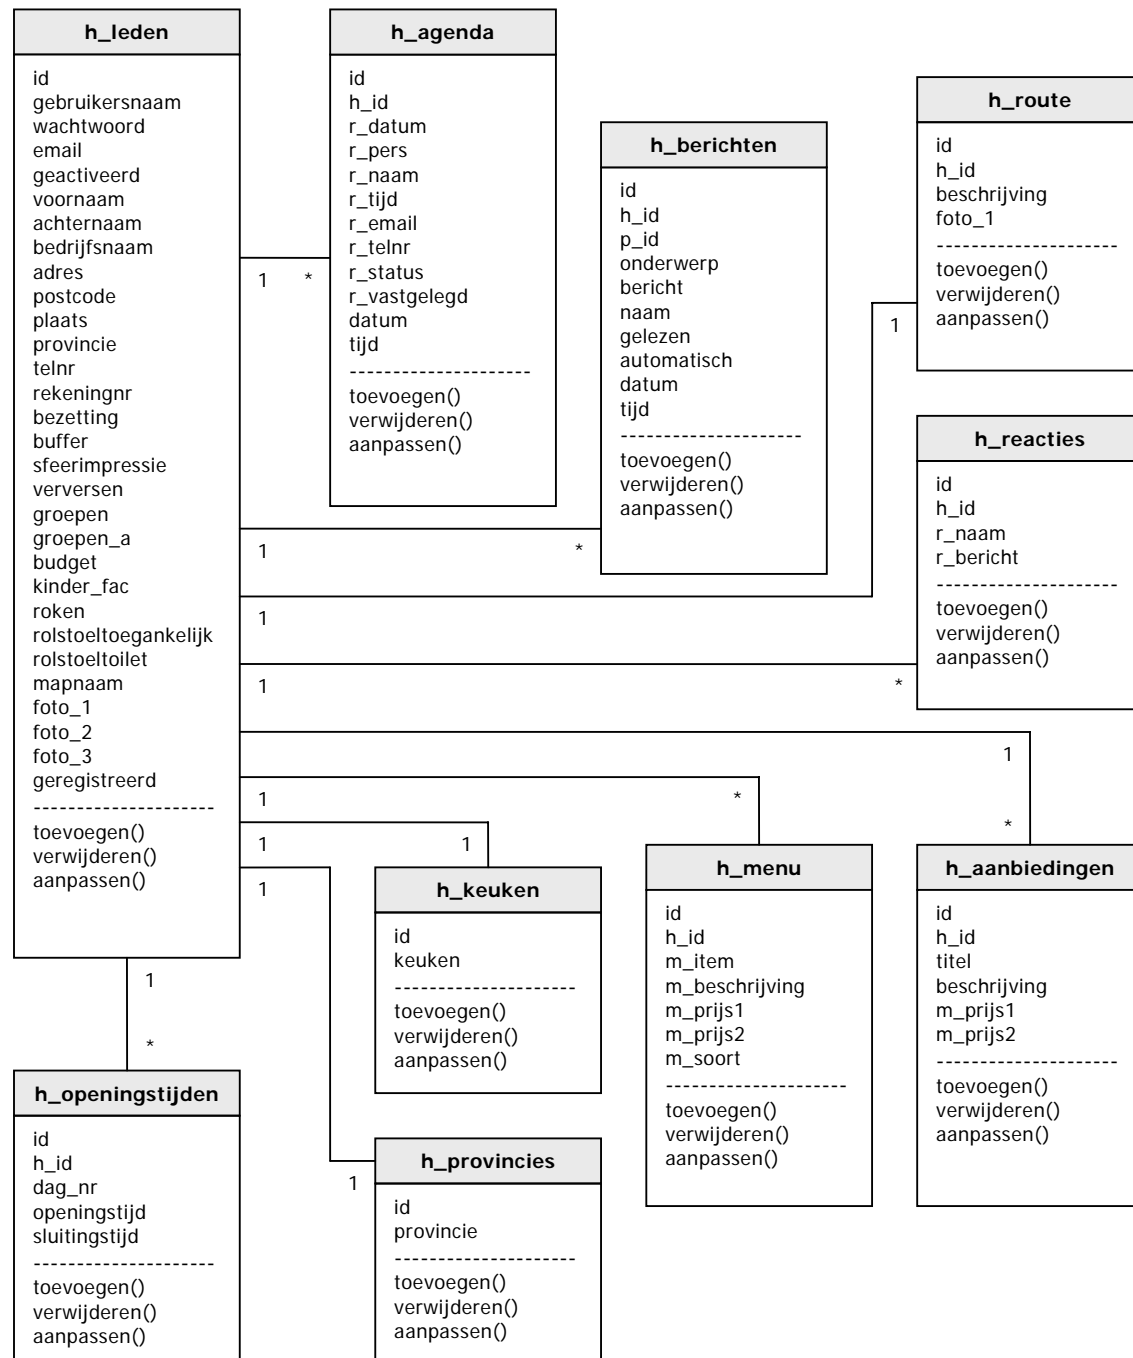 h_leden
id
gebruikersnaam
wachtwoord
email
geactiveerd
voornaam
achternaam
bedrijfsnaam
adres
postcode
plaats
provincie
telnr
rekeningnr
bezetting
buffer
sfeerimpressie
verversen
groepen
groepen_a
budget
kinder_fac
roken
rolstoeltoegankelijk
rolstoeltoilet
mapnaam
foto_1
foto_2
foto_3
geregistreerd
---------------------
toevoegen()
verwijderen()
aanpassen()
h_agenda
id
h_id
r_datum
r_pers
r_naam
r_tijd
r_email
r_telnr
r_status
r_vastgelegd
datum
tijd
---------------------
toevoegen()
verwijderen()
aanpassen()
1 *
h_berichten
id
h_id
p_id
onderwerp
bericht
naam
gelezen
automatisch
datum
tijd
---------------------
toevoegen()
verwijderen()
aanpassen()
1 *
h_route
id
h_id
beschrijving
foto_1
---------------------
toevoegen()
verwijderen()
aanpassen()
1 1
h_reacties
id
h_id
r_naam
r_bericht
---------------------
toevoegen()
verwijderen()
aanpassen()
1 *
1 *
h_aanbiedingen
id
h_id
titel
beschrijving
m_prijs1
m_prijs2
---------------------
toevoegen()
verwijderen()
aanpassen()
1 *
h_menu
id
h_id
m_item
m_beschrijving
m_prijs1
m_prijs2
m_soort
---------------------
toevoegen()
verwijderen()
aanpassen()
1 1
h_keuken
id
keuken
---------------------
toevoegen()
verwijderen()
aanpassen()
1 1
h_provincies
id
provincie
---------------------
toevoegen()
verwijderen()
aanpassen()
1
*
h_openingstijden
id
h_id
dag_nr
openingstijd
sluitingstijd
---------------------
toevoegen()
verwijderen()
aanpassen()